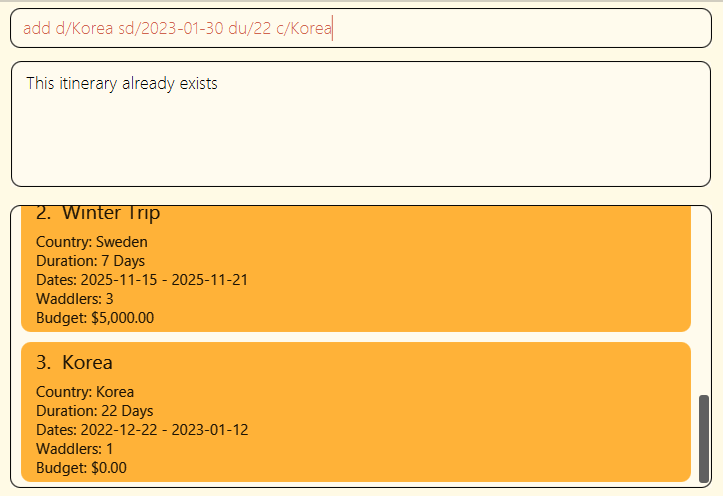 add d/Korea sd/2023-01-30 du/22 c/Korea
This itinerary already exists
2. Winter Trip
Country: Sweden
Duration: 7 Days
Dates: 2025-11-15 - 2025-11-21
Waddlers: 3
Budget: $5,000.00
3. Korea
Country: Korea
Duration: 22 Days
Dates: 2022-12-22 - 2023-01-12
Waddlers: 1
Budget: $0.00